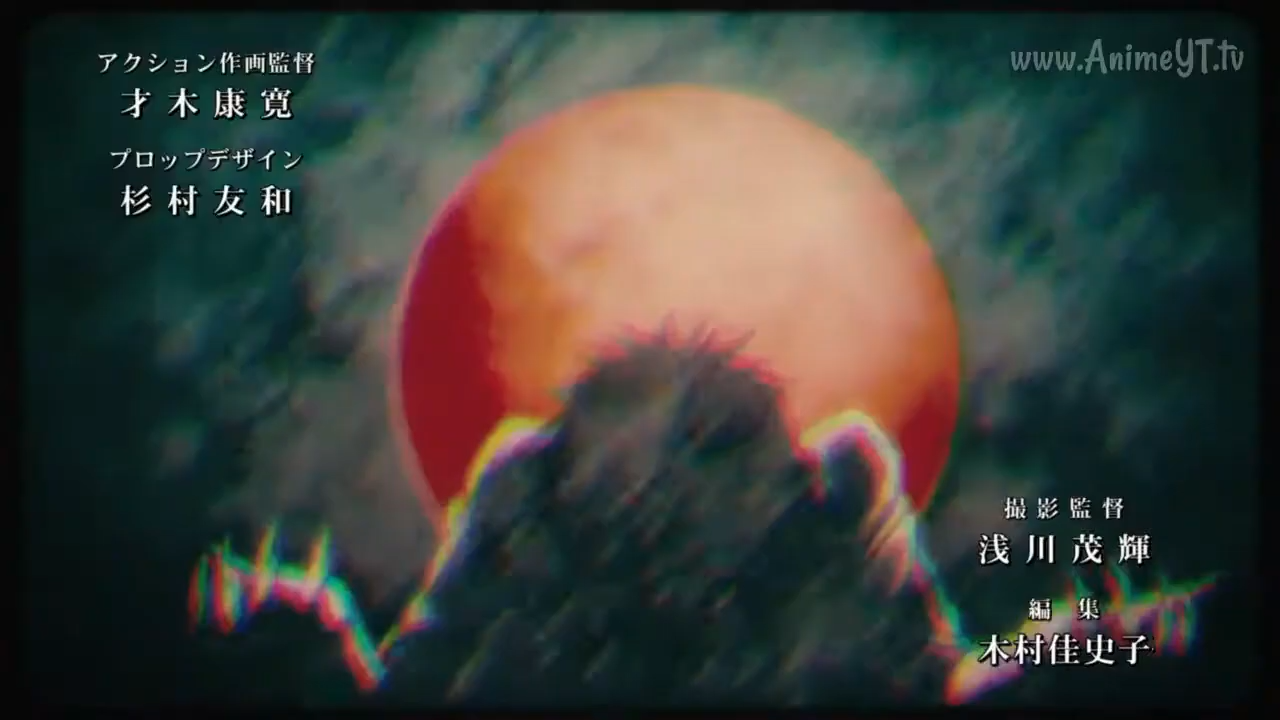 アクション作画監督
才木康寛
プロップデザイン
杉村友和
www.AnimeYT.tv
撮影監督
浅川茂輝
編集
木村佳史子